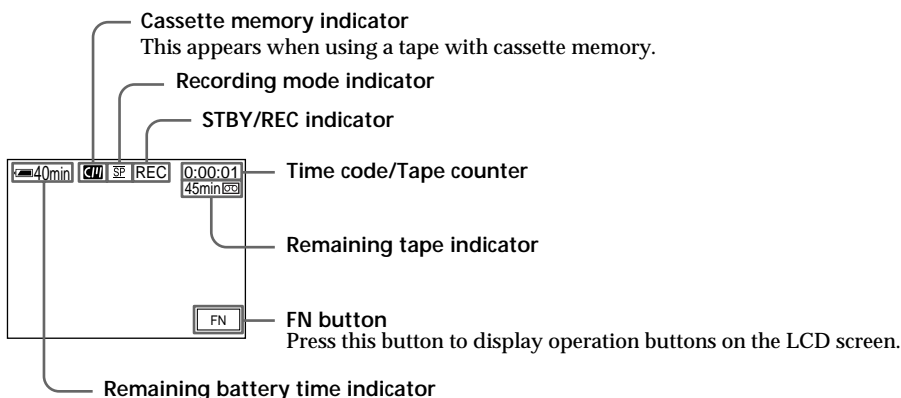 Cassette memory indicator
This appears when using a tape with cassette memory.
Recording mode indicator
STBY/REC indicator
40min CM SP REC 0:00:01
Time code/Tape counter
45min
Remaining tape indicator
FN
FN button
Press this button to display operation buttons on the LCD screen.
Remaining battery time indicator